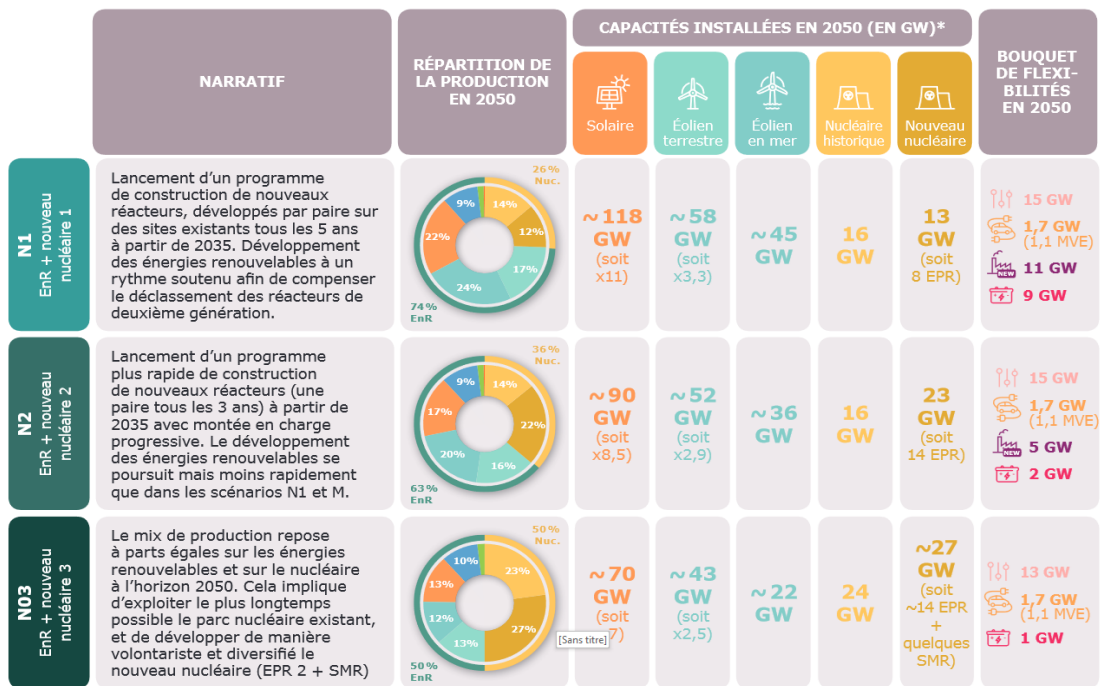 NARRATIF
RÉPARTITION DE
LA PRODUCTION
EN 2050
CAPACITÉS INSTALLÉES EN 2050 (EN GW)*
Solaire
Éolien
terrestre
Éolien
en mer
Nucléaire
historique
Nouveau
nucléaire
BOUQUET
DE FLEXI-
BILITÉS
EN 2050
N1
EnR + nouveau
nucléaire 1
Lancement d’un programme
de construction de nouveaux
réacteurs, développés par paire sur
des sites existants tous les 5 ans
à partir de 2035. Développement
des énergies renouvelables à un
rythme soutenu afin de compenser
le déclassement des réacteurs de
deuxième génération.
26%
Nuc.
9%
14%
22%
12%
24%
17%
74%
EnR
~118
GW
(soit
x11)
~58
GW
(soit
x3,3)
~45
GW
16
GW
13
GW
(soit
8 EPR)
15 GW
1,7 GW
(1,1 MVE)
NEW
11 GW
9 GW
N2
EnR + nouveau
nucléaire 2
Lancement d’un programme
plus rapide de construction
de nouveaux réacteurs (une
paire tous les 3 ans) à partir de
2035 avec montée en charge
progressive. Le développement
des énergies renouvelables se
poursuit mais moins rapidement
que dans les scénarios N1 et M.
36%
Nuc.
9%
14%
17%
22%
20%
16%
63%
EnR
~90
GW
(soit
x8,5)
~52
GW
(soit
x2,9)
~36
GW
16
GW
23
GW
(soit
14 EPR)
15 GW
1,7 GW
(1,1 MVE)
NEW
5 GW
2 GW
N03
EnR + nouveau
nucléaire 3
Le mix de production repose
à parts égales sur les énergies
renouvelables et sur le nucléaire
à l’horizon 2050. Cela implique
d’exploiter le plus longtemps
possible le parc nucléaire existant,
et de développer de manière
volontariste et diversifié le
nouveau nucléaire (EPR 2 + SMR)
50%
Nuc.
10%
23%
13%
12%
27%
13%
50%
EnR
[Sans titre]
~70
GW
(soit
7)
~43
GW
(soit
x2,5)
~22
GW
24
GW
~27
GW
(soit
~14 EPR
+
quelques
SMR)
13 GW
1,7 GW
(1,1 MVE)
1 GW